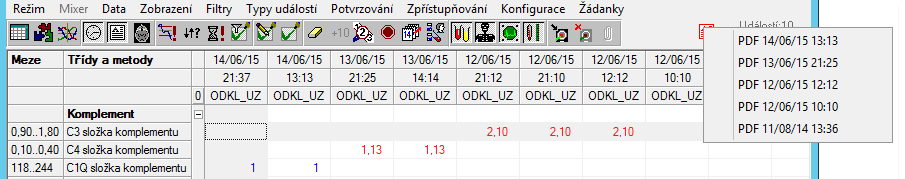 Režim Mixer Data Zobrazení Filtry Typy událostí Potvrzování Zpřístupňování Konfigurace Žádanky
+10 Událostí:10
PDF 14/06/15 13:13
PDF 13/06/15 21:25
PDF 12/06/15 12:12
PDF 12/06/15 10:10
PDF 11/08/14 13:36
Meze Třídy a metody 14/06/15 14/06/15 13/06/15 13/06/15 12/06/15 12/06/15 12/06/15 12/06/15
21:37 13:13 21:25 14:14 21:12 21:10 12:12 10:10
0 ODKL_UZ ODKL_UZ ODKL_UZ ODKL_UZ ODKL_UZ ODKL_UZ ODKL_UZ ODKL_UZ
Komplement
0,90..1,80 C3 složka komplementu 2,10 2,10 2,10
0,10..0,40 C4 složka komplementu 1,13 1,13
118..244 C1Q složka komplementu 1 1